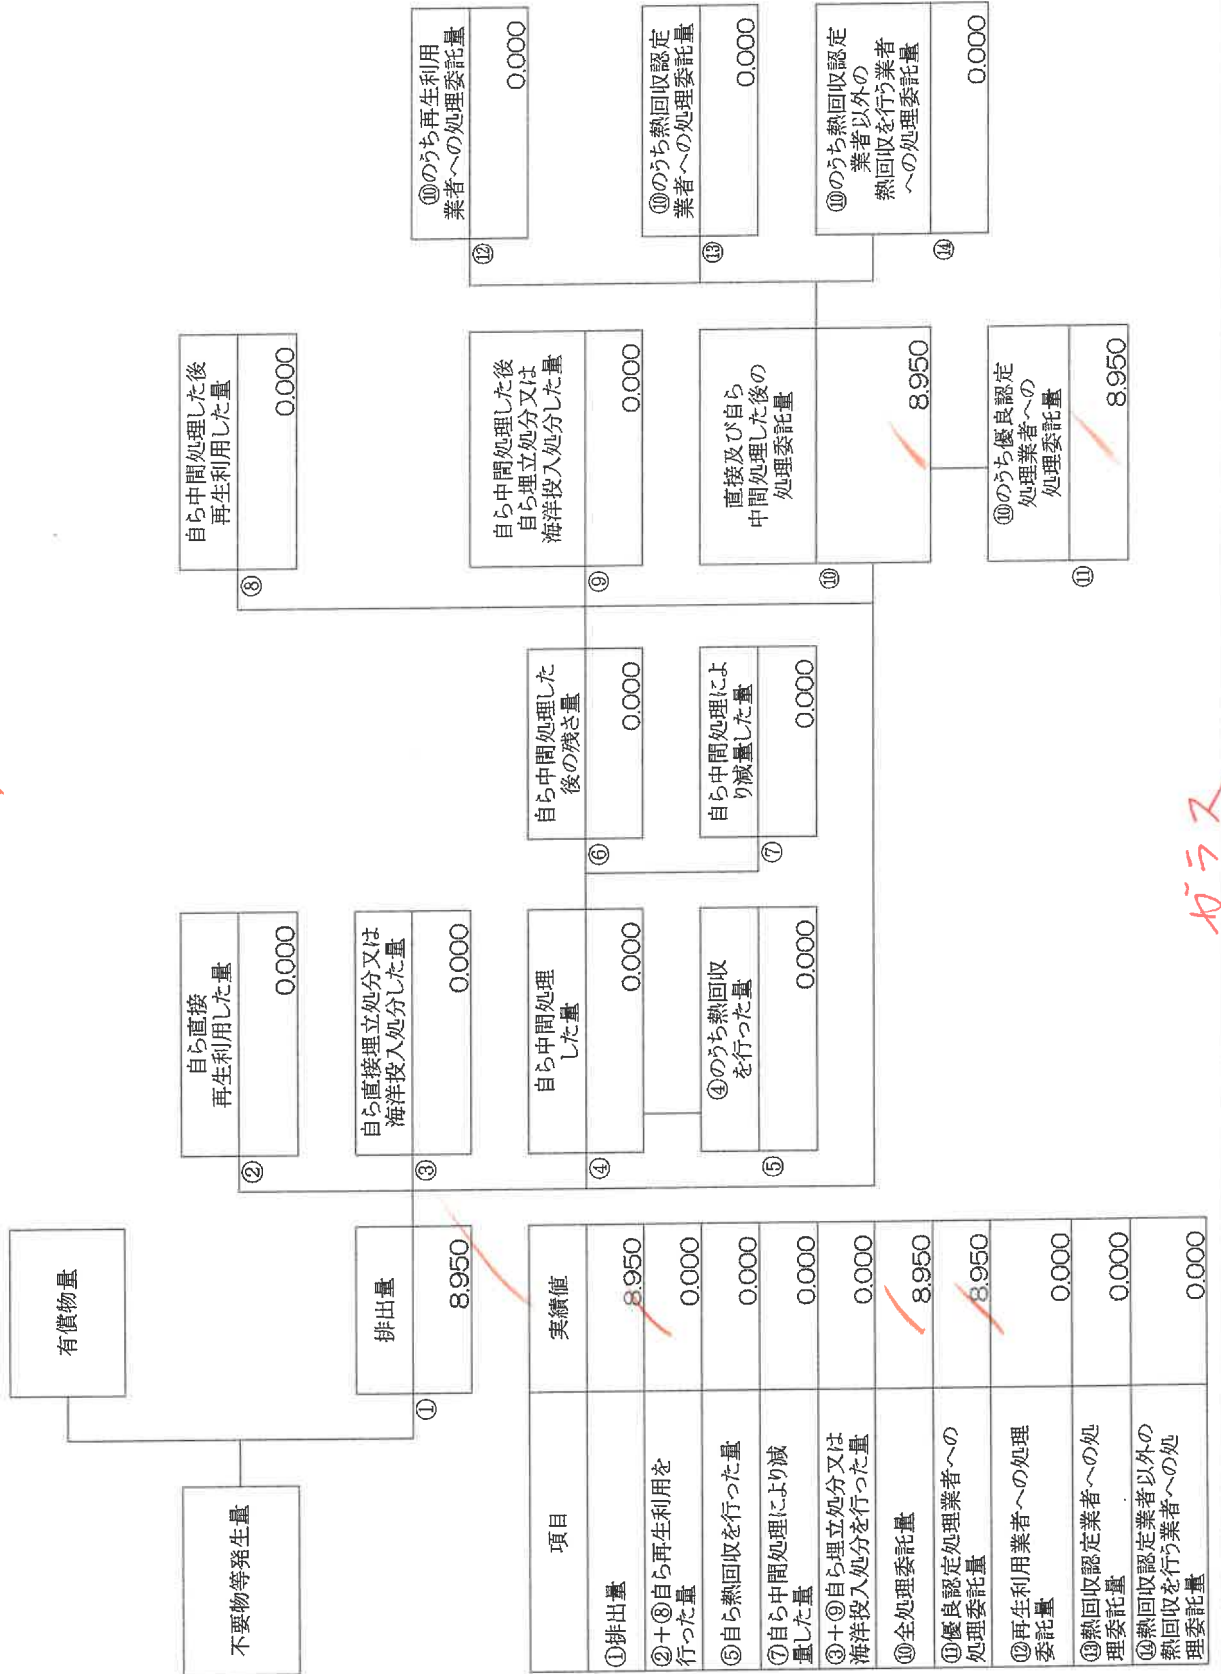 不要物等発生量
有償物量
①
排出量
8.950
②
自ら直接
再生利用した量
0.000
③
自ら直接埋立処分又は
海洋投入処分した量
0.000
④
自ら中間処理
した量
0.000
⑤
④のうち熱回収
を行った量
0.000
⑥
自ら中間処理した
後の残さ量
0.000
⑦
自ら中間処理によ
り減量した量
0.000
⑧
自ら中間処理した後
再生利用した量
0.000
⑨
自ら中間処理した後
自ら埋立処分又は
海洋投入処分した量
0.000
⑩
直接及び自ら
中間処理した後の
処理委託量
8.950
⑪
⑩のうち優良認定
処理業者への
処理委託量
8.950
⑫
⑩のうち再生利用
業者への処理委託量
0.000
⑬
⑩のうち熱回収認定
業者への処理委託量
0.000
⑭
⑩のうち熱回収認定
業者以外の
熱回収を行う業者
への処理委託量
0.000
項目 実績値
①排出量 8.950
②+⑧自ら再生利用を
行った量 0.000
⑤自ら熱回収を行った量 0.000
⑦自ら中間処理により減
量した量 0.000
③+⑨自ら埋立処分又は
海洋投入処分を行った量 0.000
⑩全処理委託量 8.950
⑪優良認定処理業者への
処理委託量 8.950
⑫再生利用業者への処理
委託量 0.000
⑬熱回収認定業者への処
理委託量 0.000
⑭熱回収認定業者以外の
熱回収を行う業者への処
理委託量 0.000
ガラス